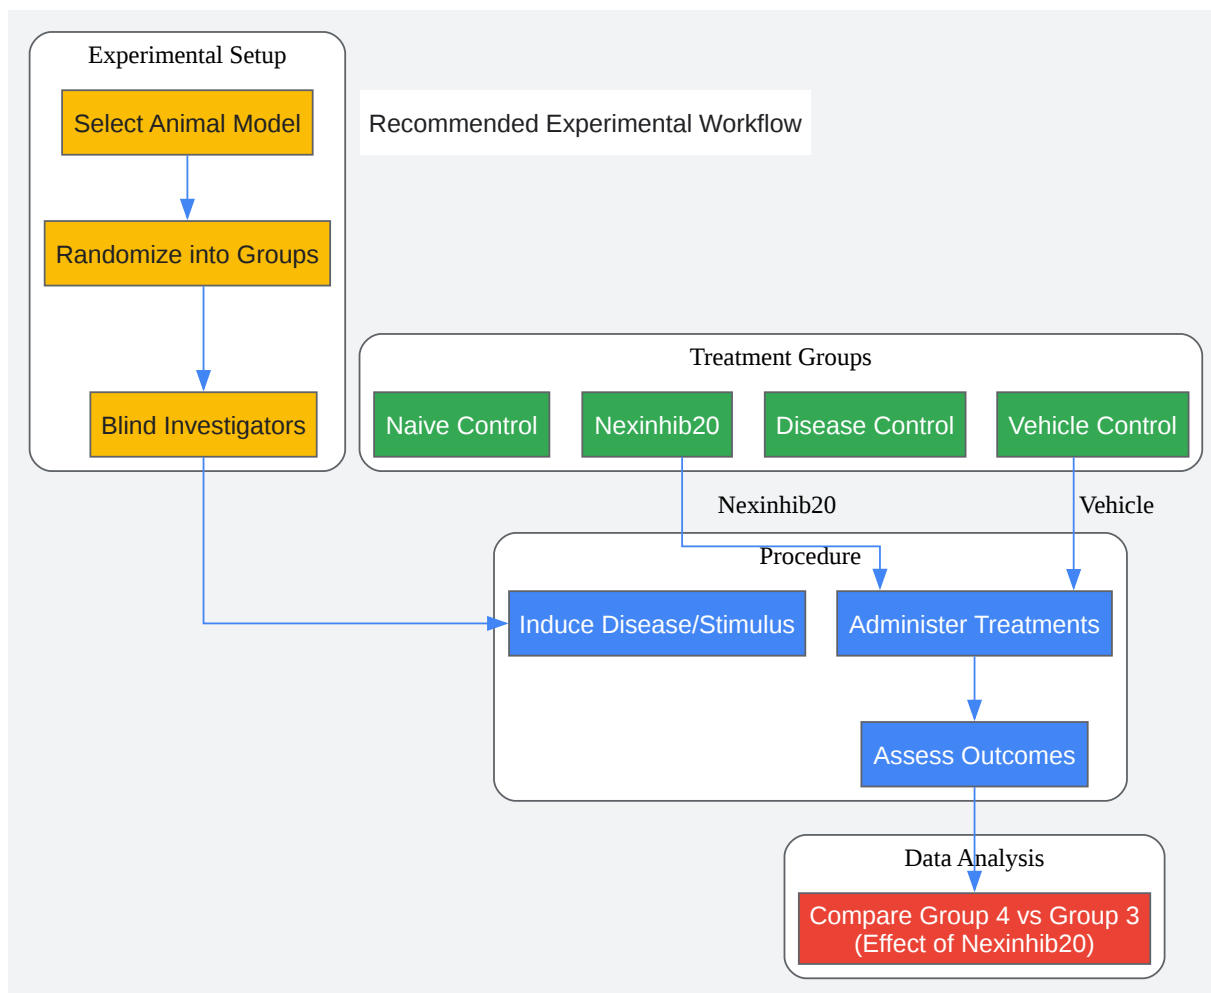 Experimental Setup
Select Animal Model
Recommended Experimental Workflow
Randomize into Groups
Blind Investigators
Treatment Groups
Naive Control
Nexinhib20
Disease Control
Vehicle Control
Nexinhib20
Vehicle
Procedure
Induce Disease/Stimulus
Administer Treatments
Assess Outcomes
Data Analysis
Compare Group 4 vs Group 3
(Effect of Nexinhib20)